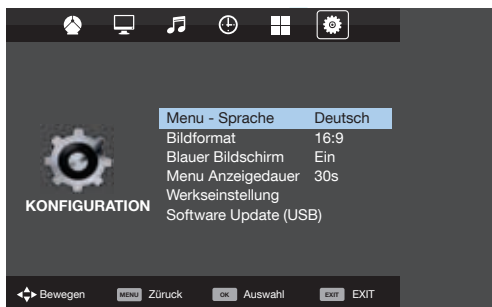 Menu - Sprache Deutsch
Bildformat 16:9
Blauer Bildschirm Ein
Menu Anzeigedauer 30s
Werkseinstellung
KONFIGURATION
Software Update (USB)
Bewegen MENU Züruck OK Auswahl EXIT EXIT